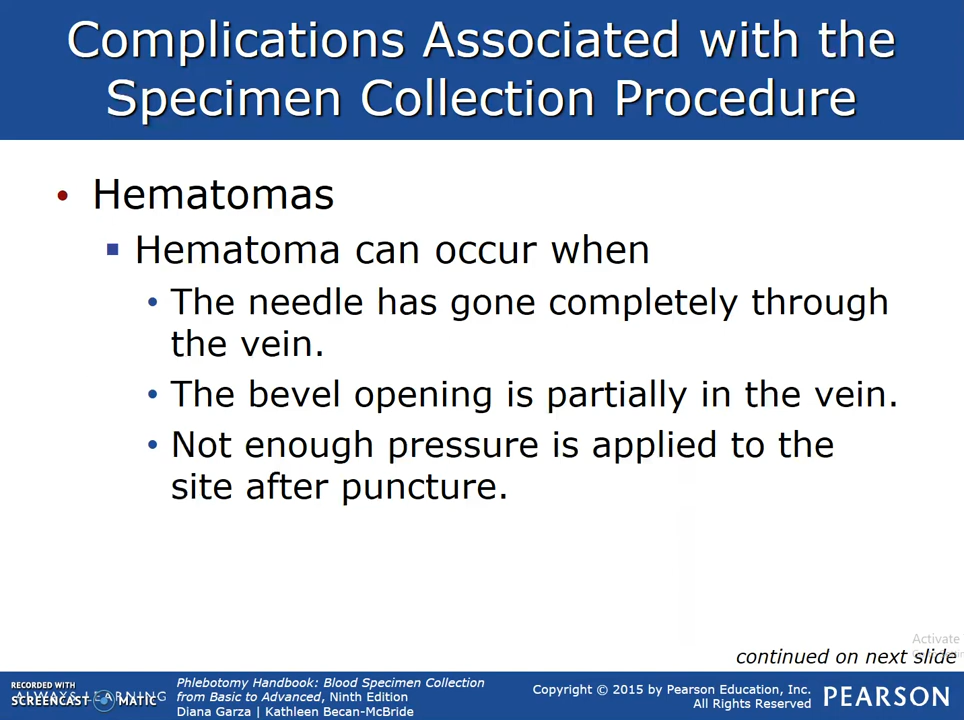 Complications Associated with the
Specimen Collection Procedure
• Hematomas
▪ Hematoma can occur when
• The needle has gone completely through
the vein.
• The bevel opening is partially in the vein.
• Not enough pressure is applied to the
site after puncture.
Activate
continued on next slide
RECORDED WITH
SCREENCAST MATIC
ALWAYS LEARNING
Phlebotomy Handbook: Blood Specimen Collection
from Basic to Advanced, Ninth Edition
Diana Garza | Kathleen Becan-McBride
Copyright © 2015 by Pearson Education, Inc.
All Rights Reserved
PEARSON